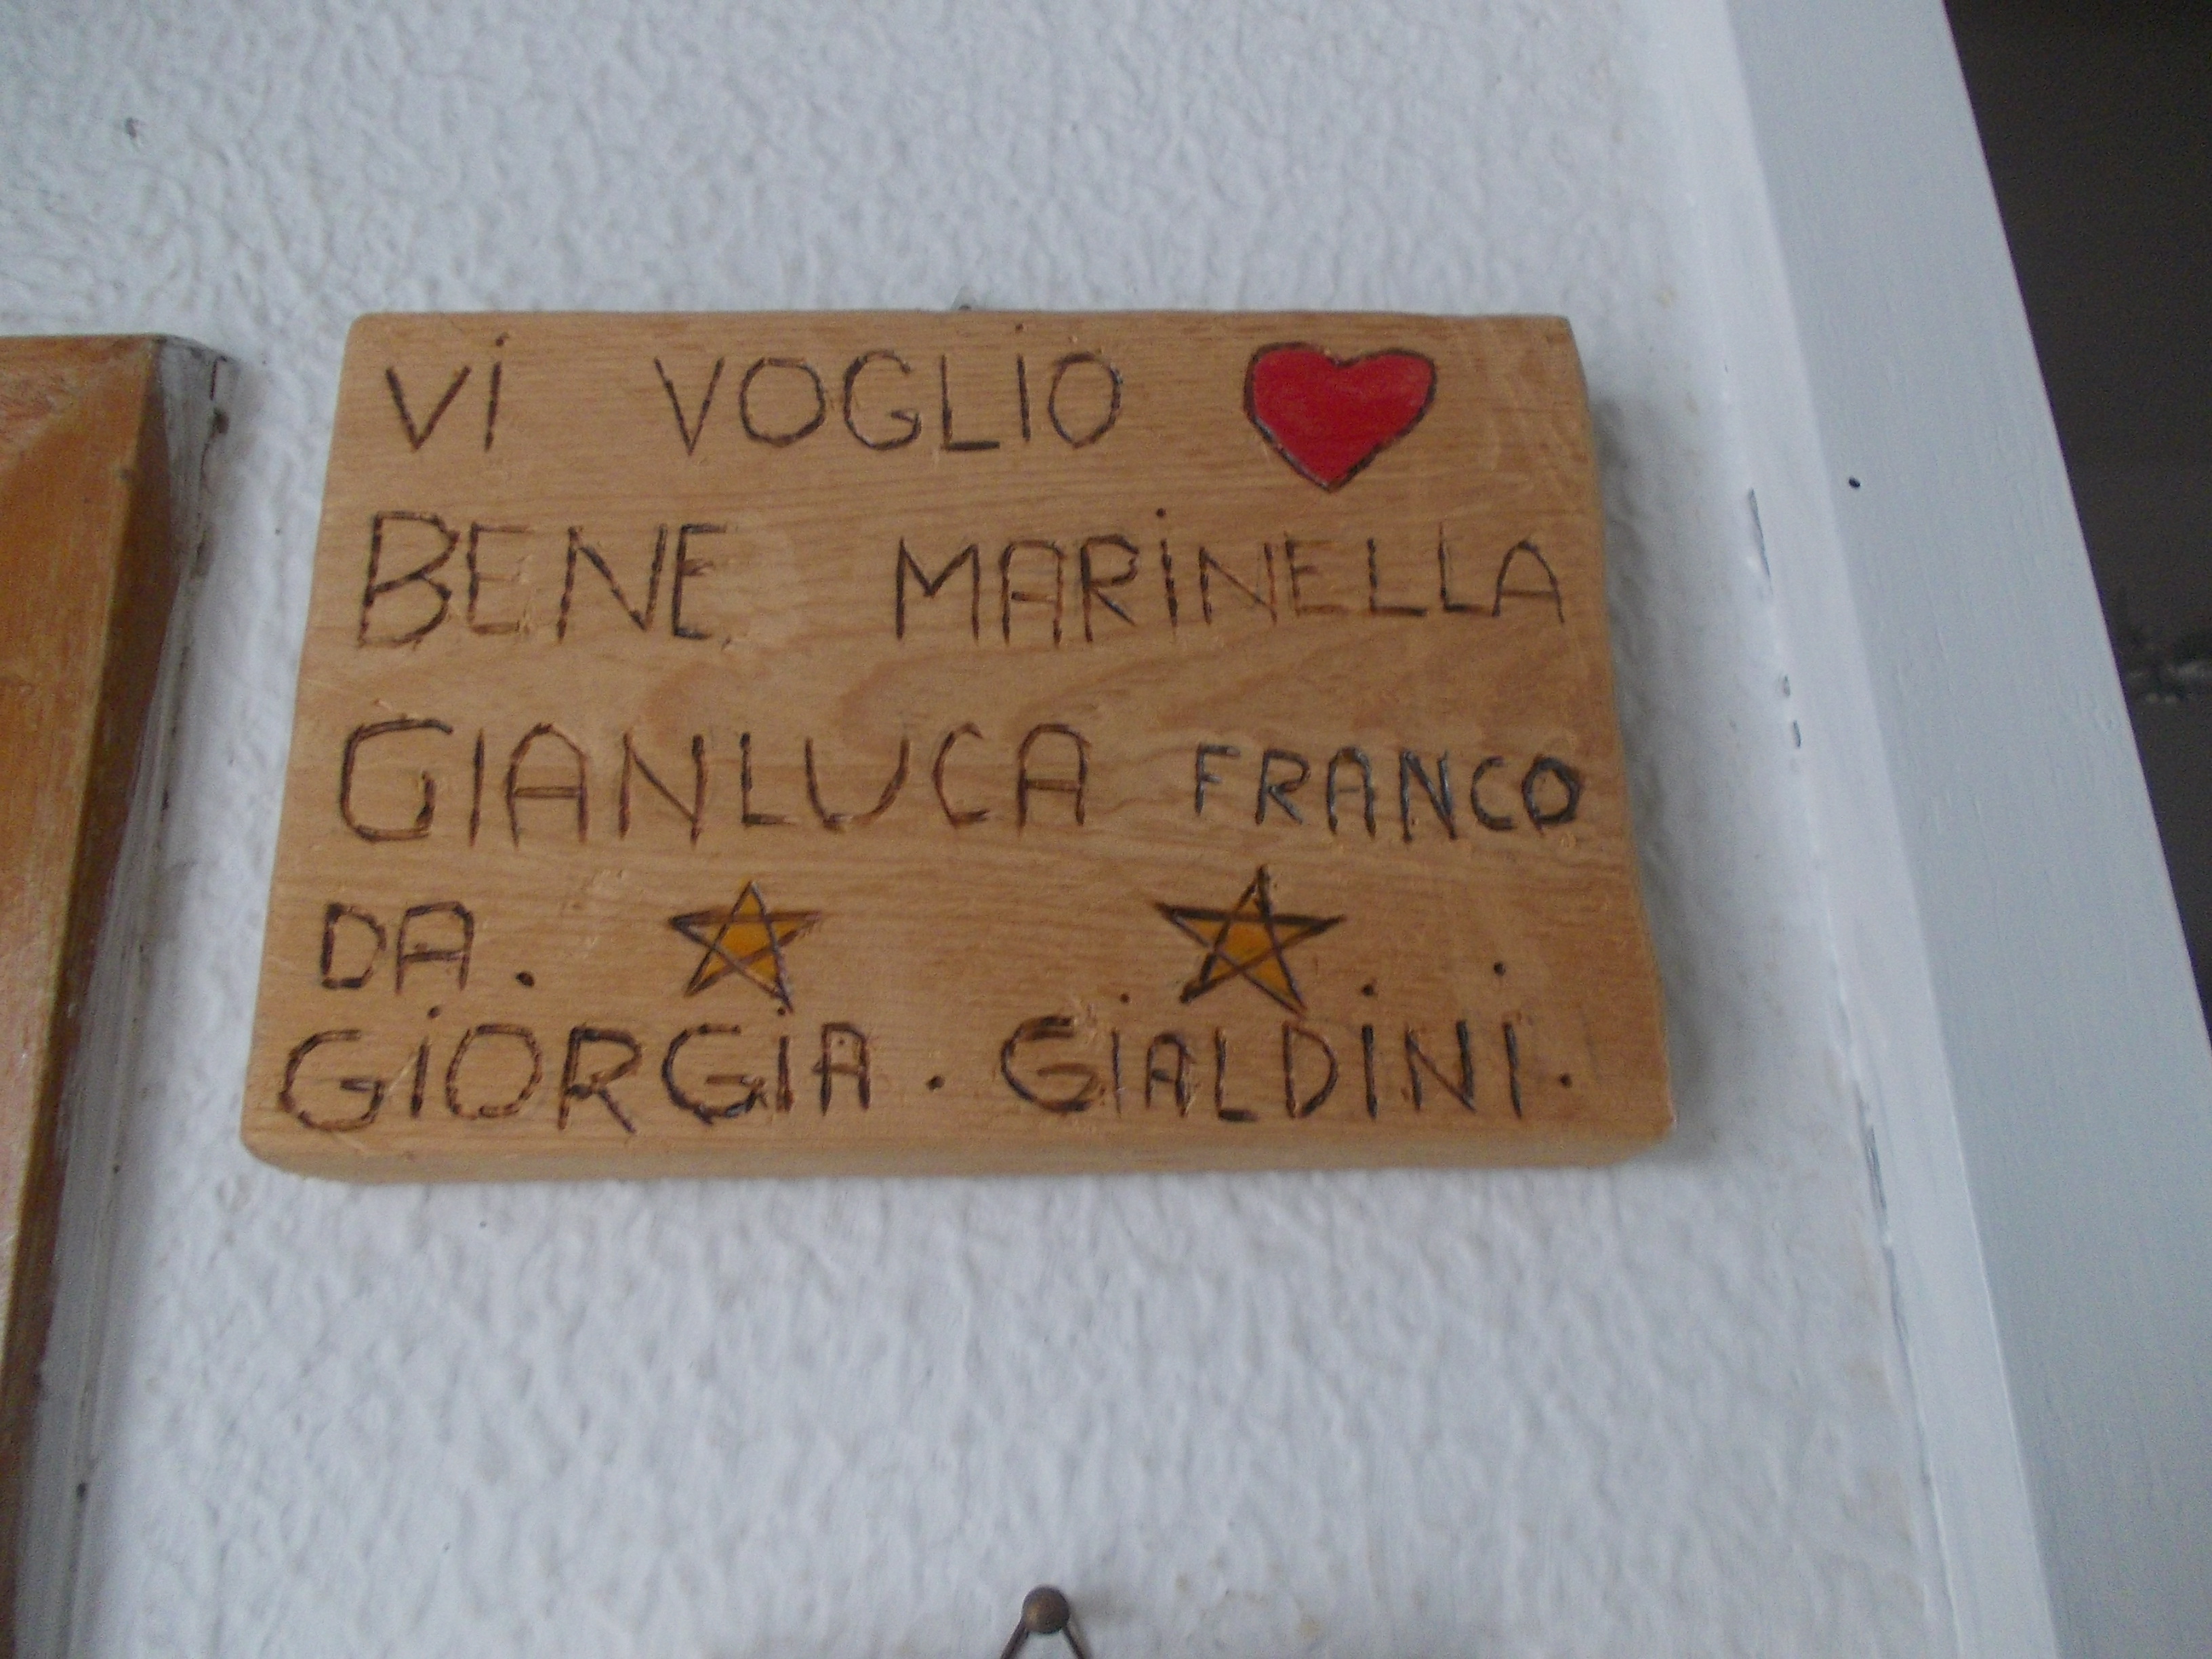 Vi VOGLiO
BENE MARiNELLA
GIANLUCA FRANCO
DA.
GiORGiA. GiALDiNi.